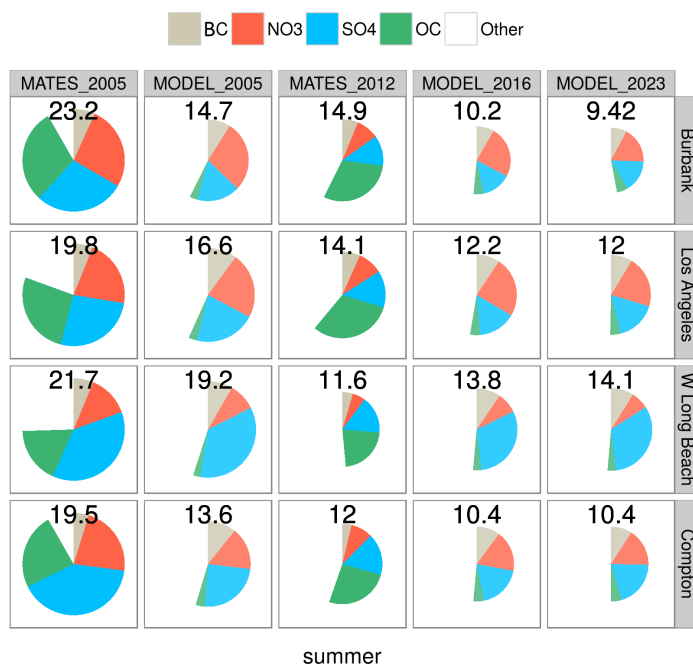 BC NO3 SO4 OC Other
MATES_2005 MODEL_2005 MATES_2012 MODEL_2016 MODEL_2023
23.2 14.7 14.9 10.2 9.42
Burbank
19.8 16.6 14.1 12.2 12
Los Angeles
21.7 19.2 11.6 13.8 14.1
W Long Beach
19.5 13.6 12 10.4 10.4
Compton
summer